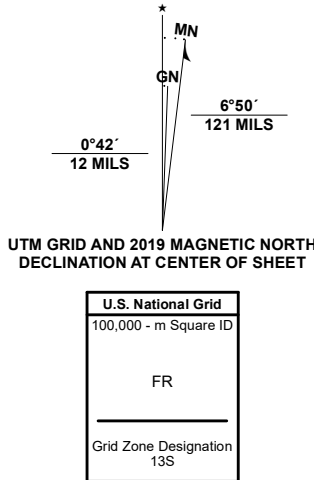 ★
MN
GN
6°50´
121 MILS
0°42´
12 MILS
UTM GRID AND 2019 MAGNETIC NORTH
DECLINATION AT CENTER OF SHEET
U.S. National Grid
100,000 - m Square ID
FR
Grid Zone Designation
13S